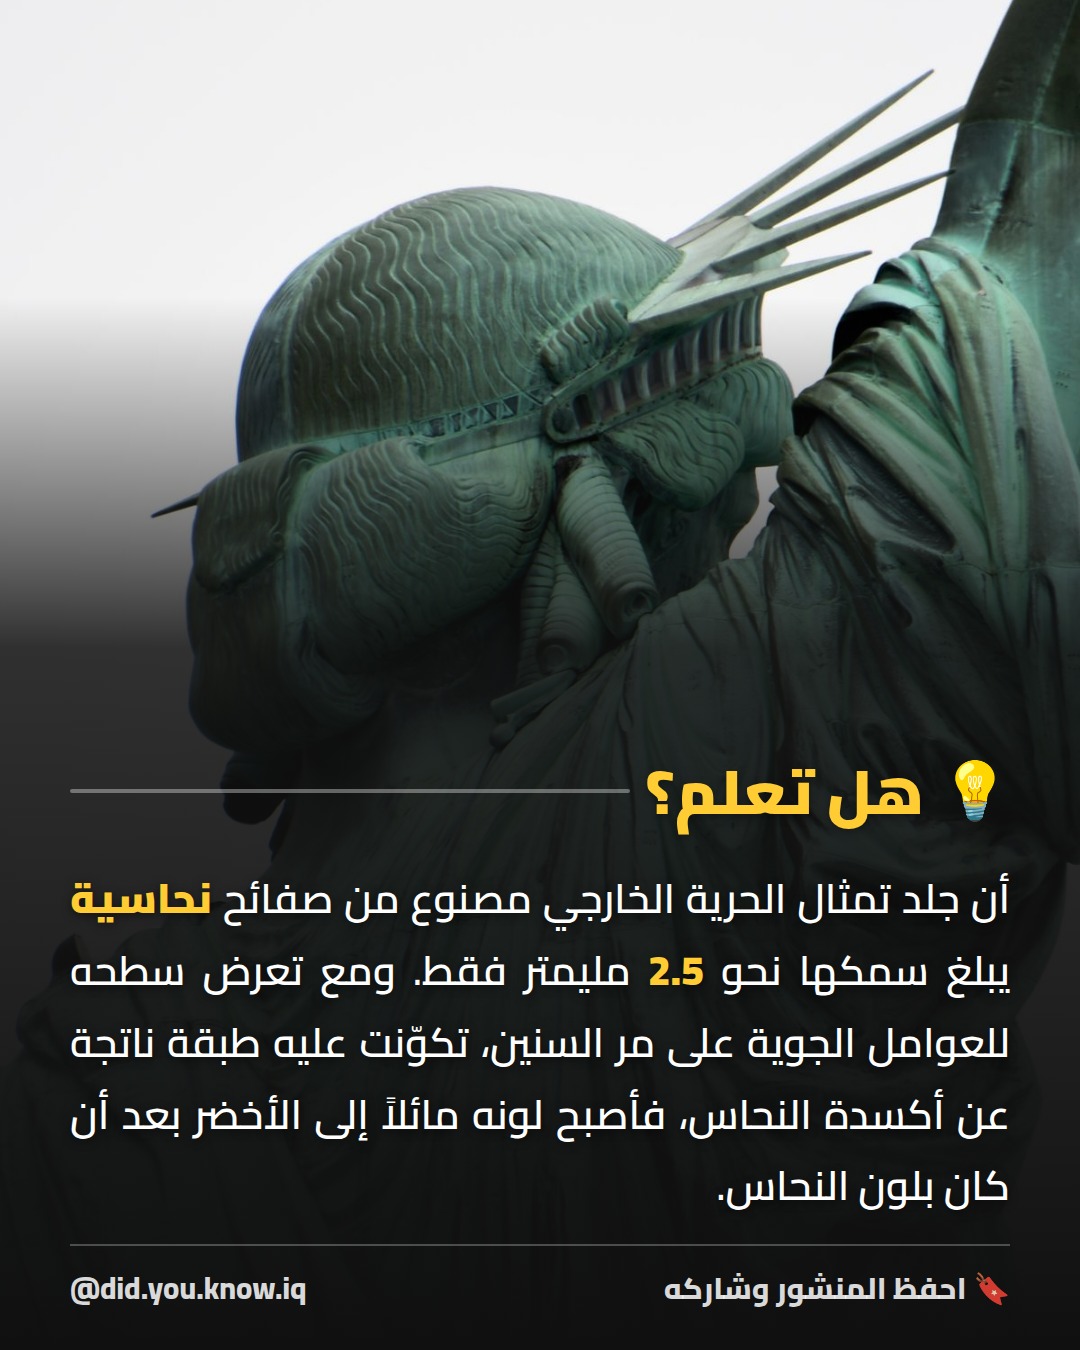 💡 هل تعلم؟
أن جلد تمثال الحرية الخارجي مصنوع من صفائح نحاسية
يبلغ سمكها نحو 2.5 مليمتر فقط. ومع تعرض سطحه
للعوامل الجوية على مر السنين، تكوّنت عليه طبقة ناتجة
عن أكسدة النحاس، فأصبح لونه مائلاً إلى الأخضر بعد أن
كان بلون النحاس.
🔖 احفظ المنشور وشاركه
@did.you.know.iq